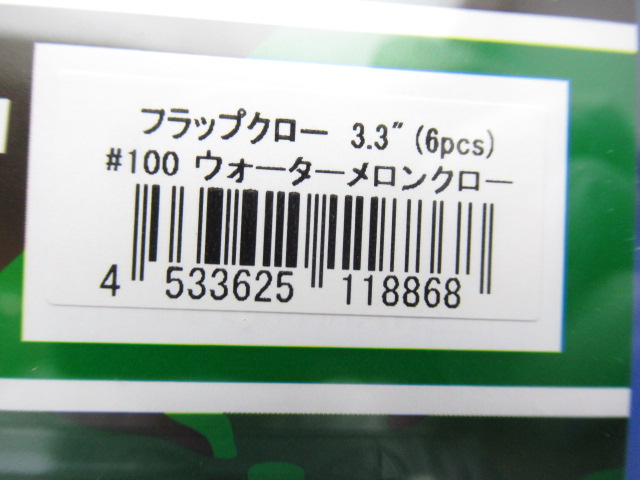 フラップクロー 3.3" (6pcs)
#100 ウォーターメロンクロー
4 533625 118868